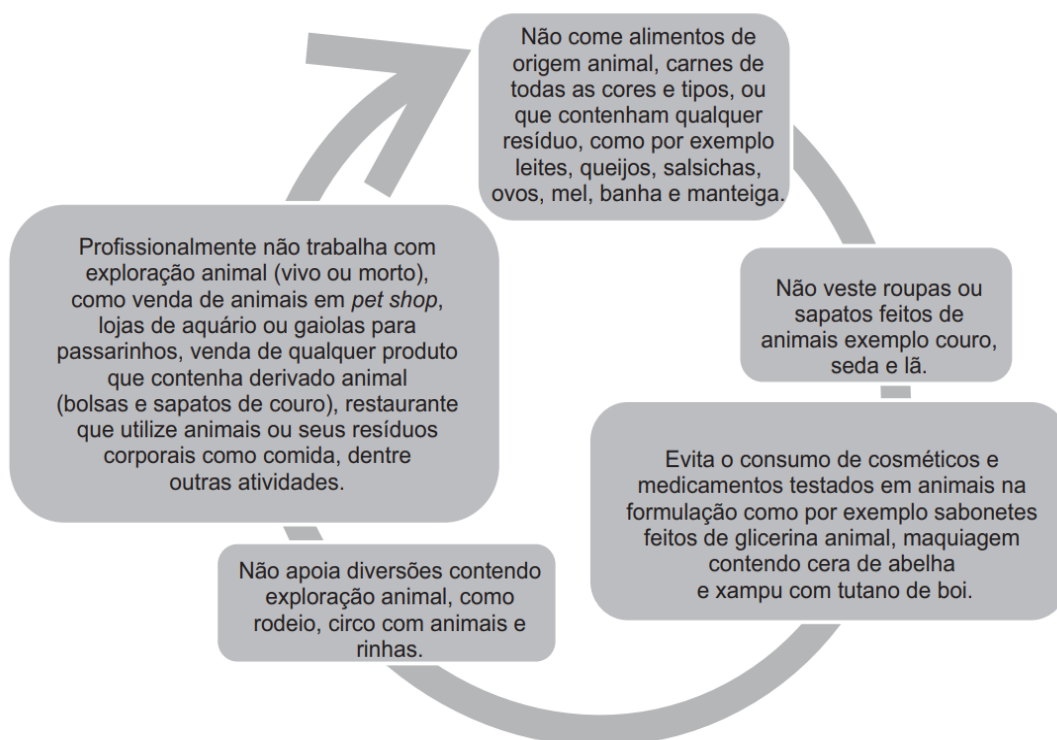 Não come alimentos de
origem animal, carnes de
todas as cores e tipos, ou
que contenham qualquer
resíduo, como por exemplo
leites, queijos, salsichas,
ovos, mel, banha e manteiga.
Não veste roupas ou
sapatos feitos de
animais exemplo couro,
seda e lã.
Evita o consumo de cosméticos e
medicamentos testados em animais na
formulação como por exemplo sabonetes
feitos de glicerina animal, maquiagem
contendo cera de abelha
e xampu com tutano de boi.
Não apoia diversões contendo
exploração animal, como
rodeio, circo com animais e
rinhas.
Profissionalmente não trabalha com
exploração animal (vivo ou morto),
como venda de animais em pet shop,
lojas de aquário ou gaiolas para
passarinhos, venda de qualquer produto
que contenha derivado animal
(bolsas e sapatos de couro), restaurante
que utilize animais ou seus resíduos
corporais como comida, dentre
outras atividades.